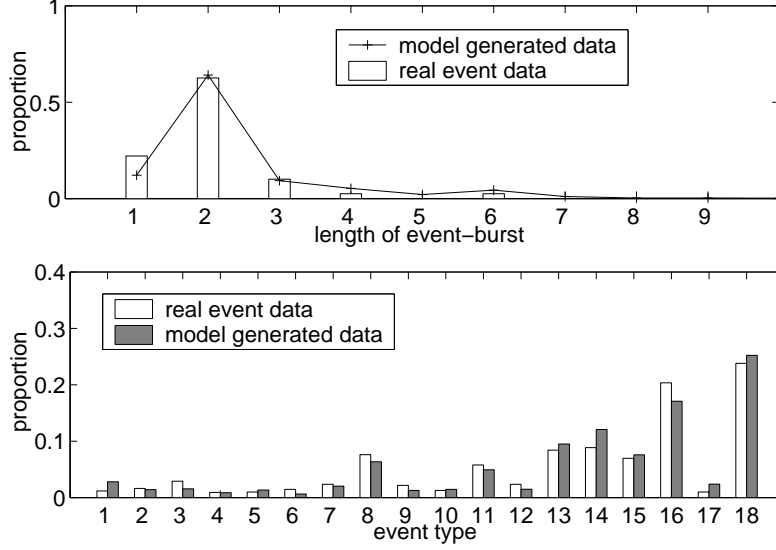 1
0.5
0
proportion
model generated data
real event data
1 2 3 4 5 6 7 8 9
length of event−burst
0.4
0.3
0.2
0.1
0
proportion
real event data
model generated data
1 2 3 4 5 6 7 8 9 10 11 12 13 14 15 16 17 18
event type